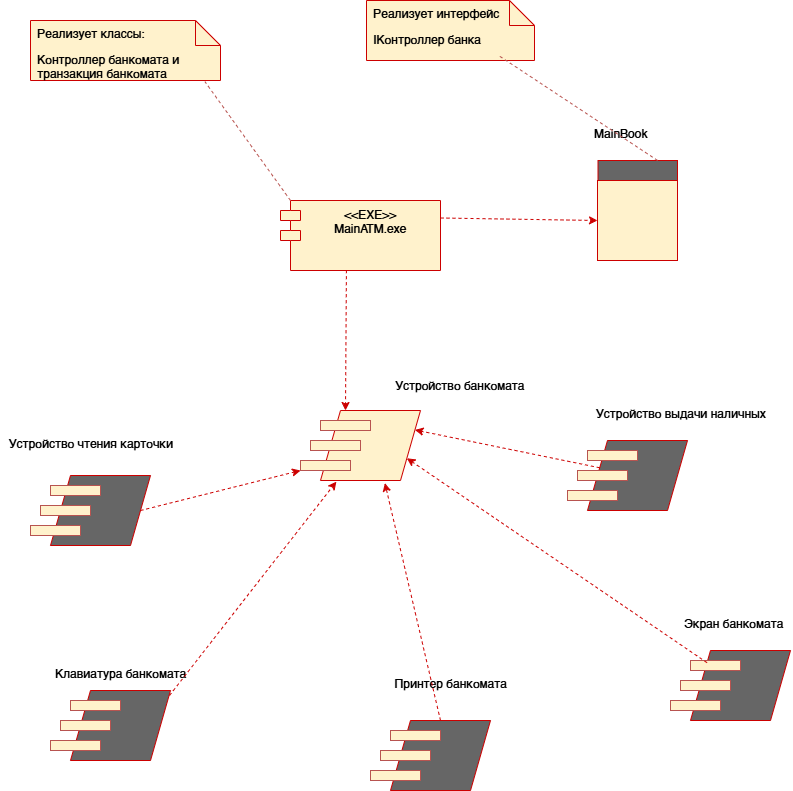 Реализует классы:
Контроллер банкомата и
транзакция банкомата
Реализует интерфейс
IКонтроллер банка
MainBook
<<EXE>>
MainATM.exe
Устройство банкомата
Устройство выдачи наличных
Устройство чтения карточки
Экран банкомата
Клавиатура банкомата
Принтер банкомата